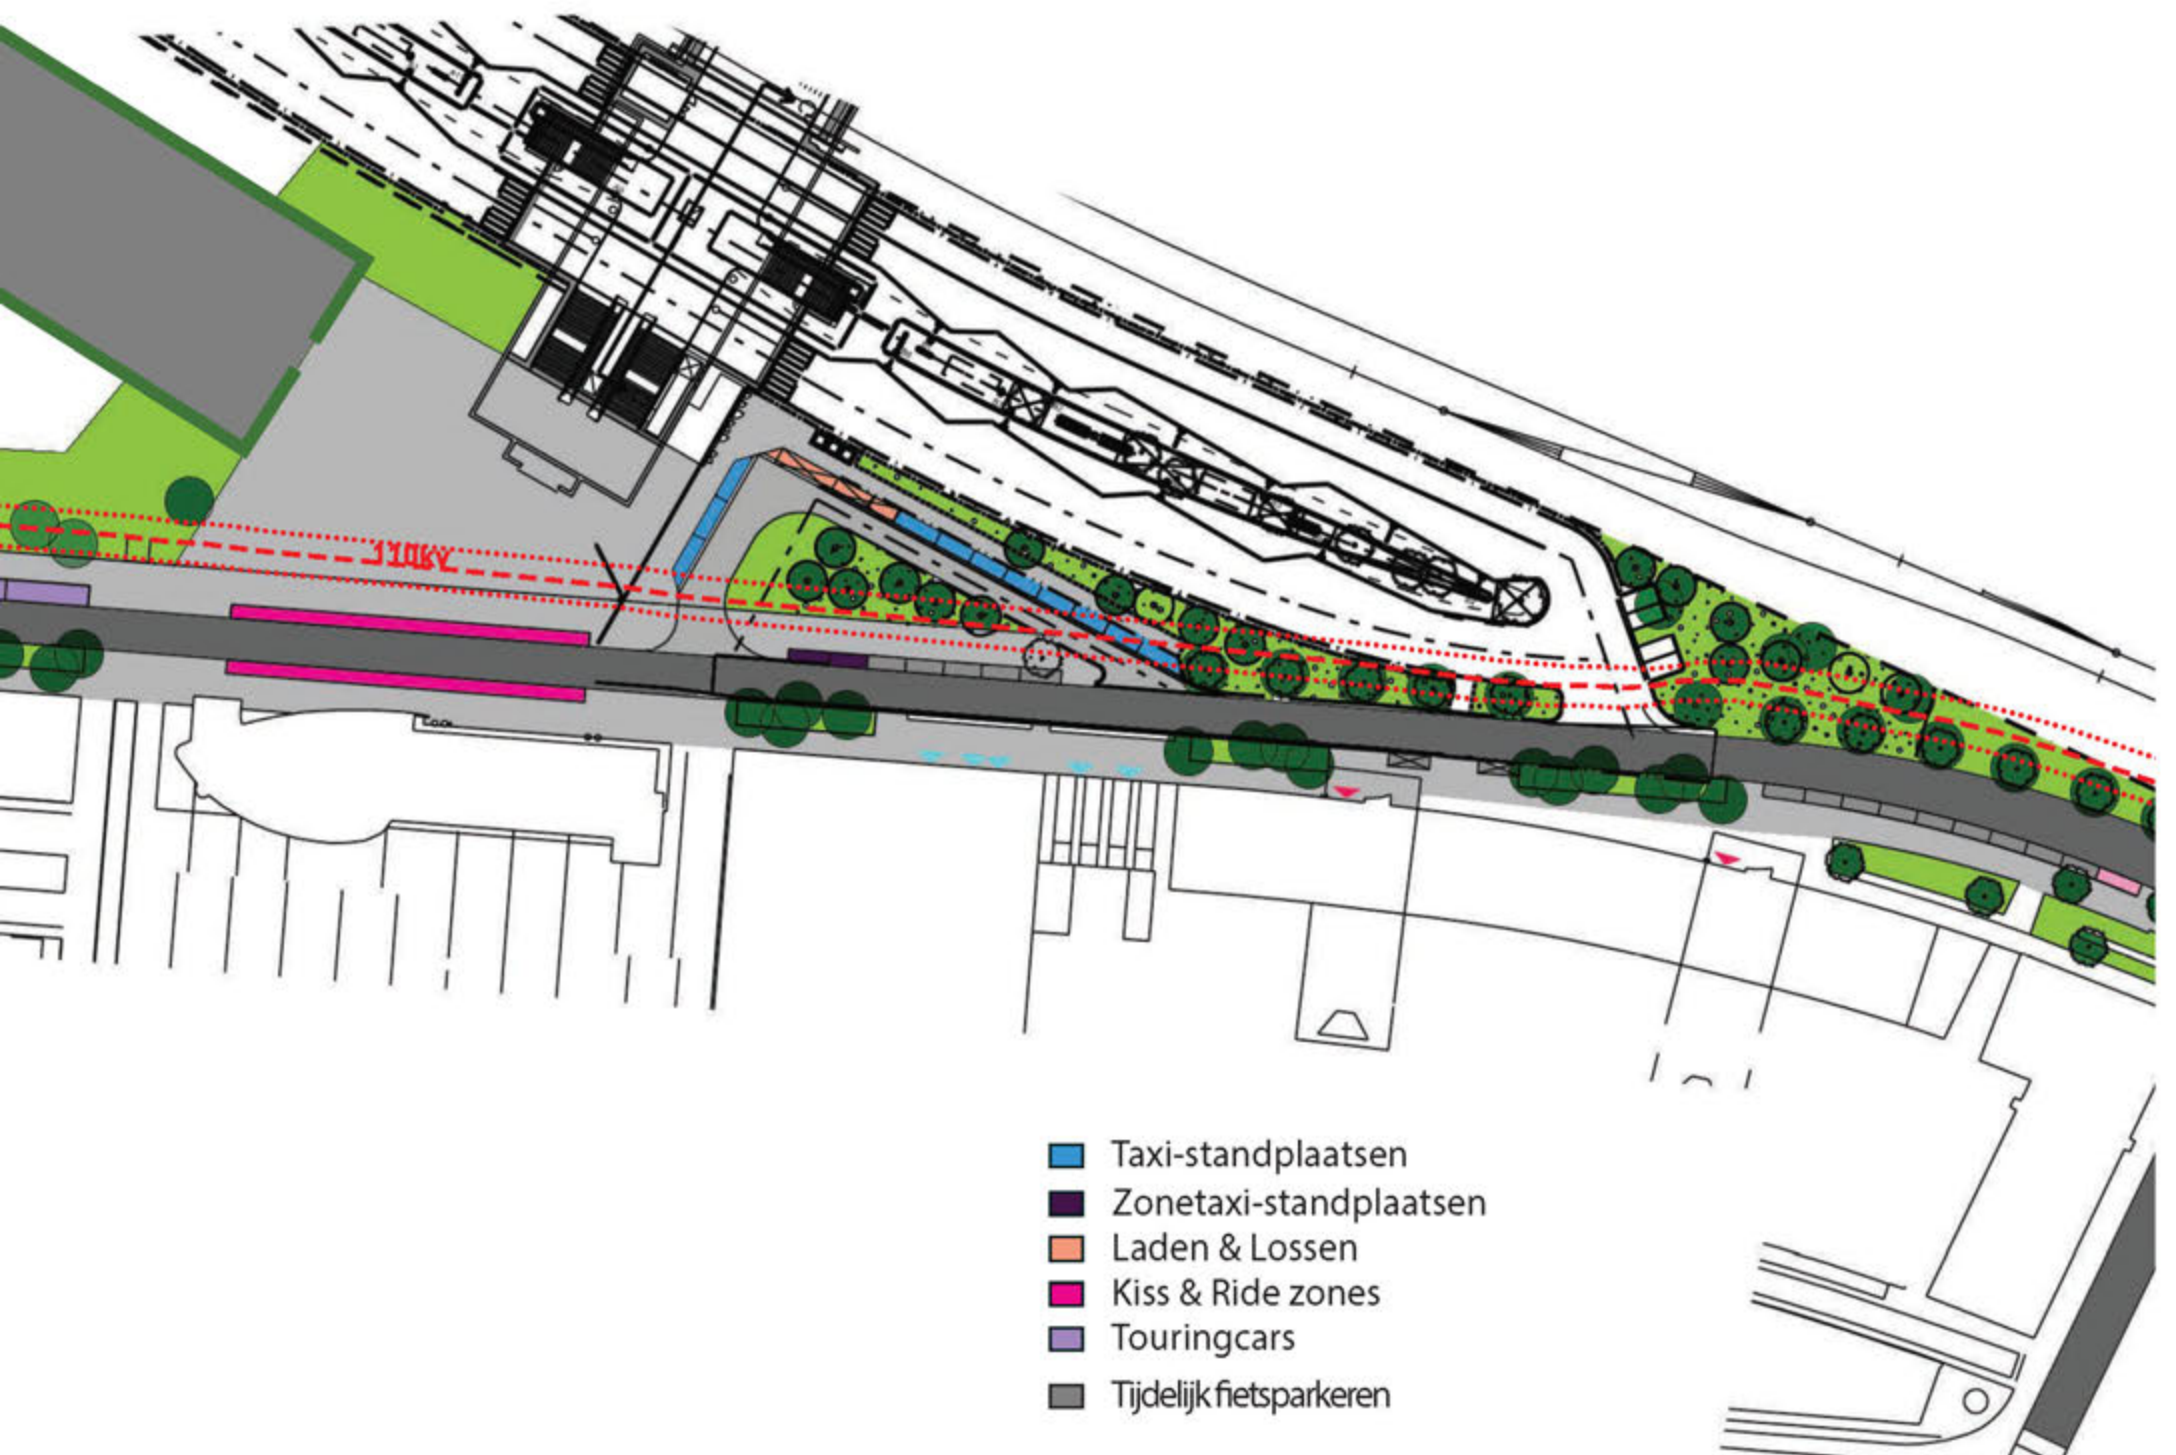 110kV
Taxi-standplaatsen
Zonetaxi-standplaatsen
Laden & Lossen
Kiss & Ride zones
Touringcars
Tijdelijk fietsparkeren